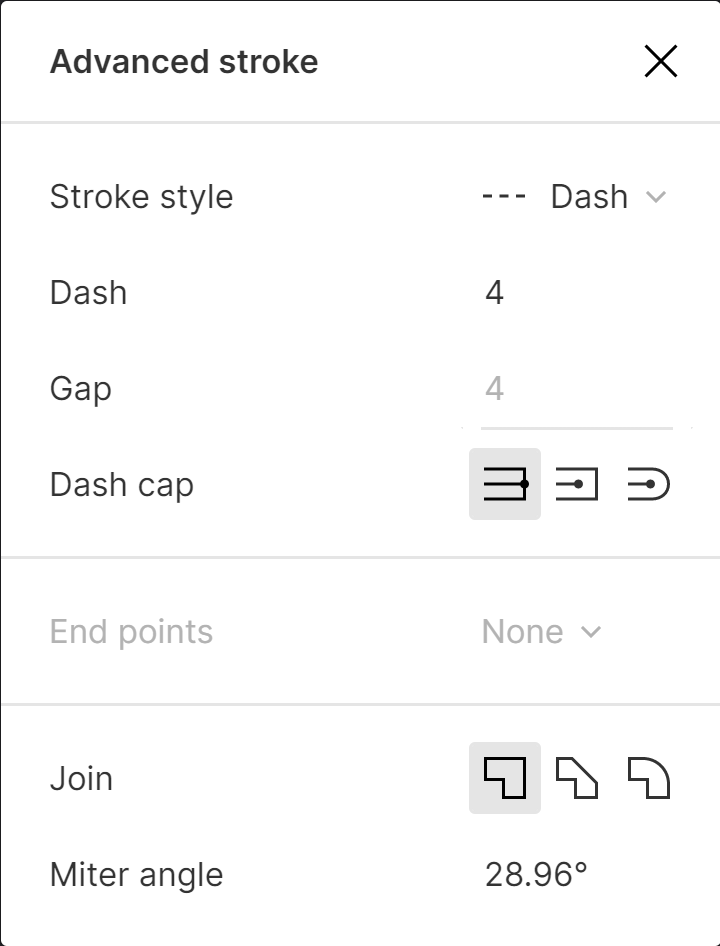 Advanced stroke
Stroke style Dash
Dash 4
Gap 4
Dash cap
End points None
Join
Miter angle 28.96°